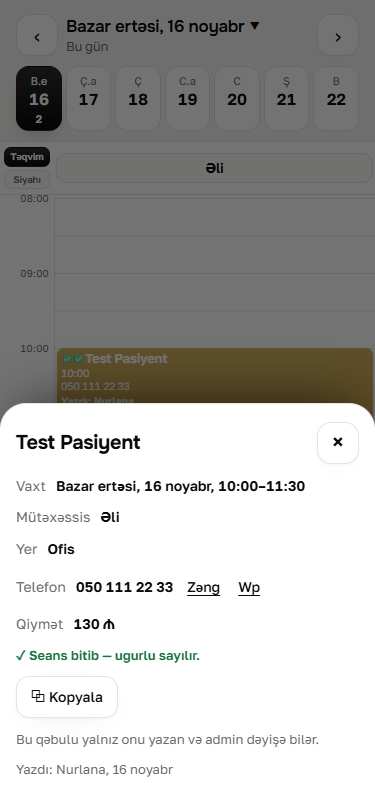 ‹
Bazar ertəsi, 16 noyabr ▼
Bu gün
›
B.e
16
2
Ç.a
17
Ç
18
C.a
19
C
20
Ş
21
B
22
Təqvim
Siyahı
Əli
08:00
09:00
10:00
✅✅ Test Pasiyent
10:00
050 111 22 33
Yazdı: Nurlana
Test Pasiyent
×
Vaxt Bazar ertəsi, 16 noyabr, 10:00–11:30
Mütəxəssis Əli
Yer Ofis
Telefon 050 111 22 33 Zəng Wp
Qiymət 130 ₼
✓ Seans bitib — ugurlu sayılır.
Kopyala
Bu qəbulu yalnız onu yazan və admin dəyişə bilər.
Yazdı: Nurlana, 16 noyabr